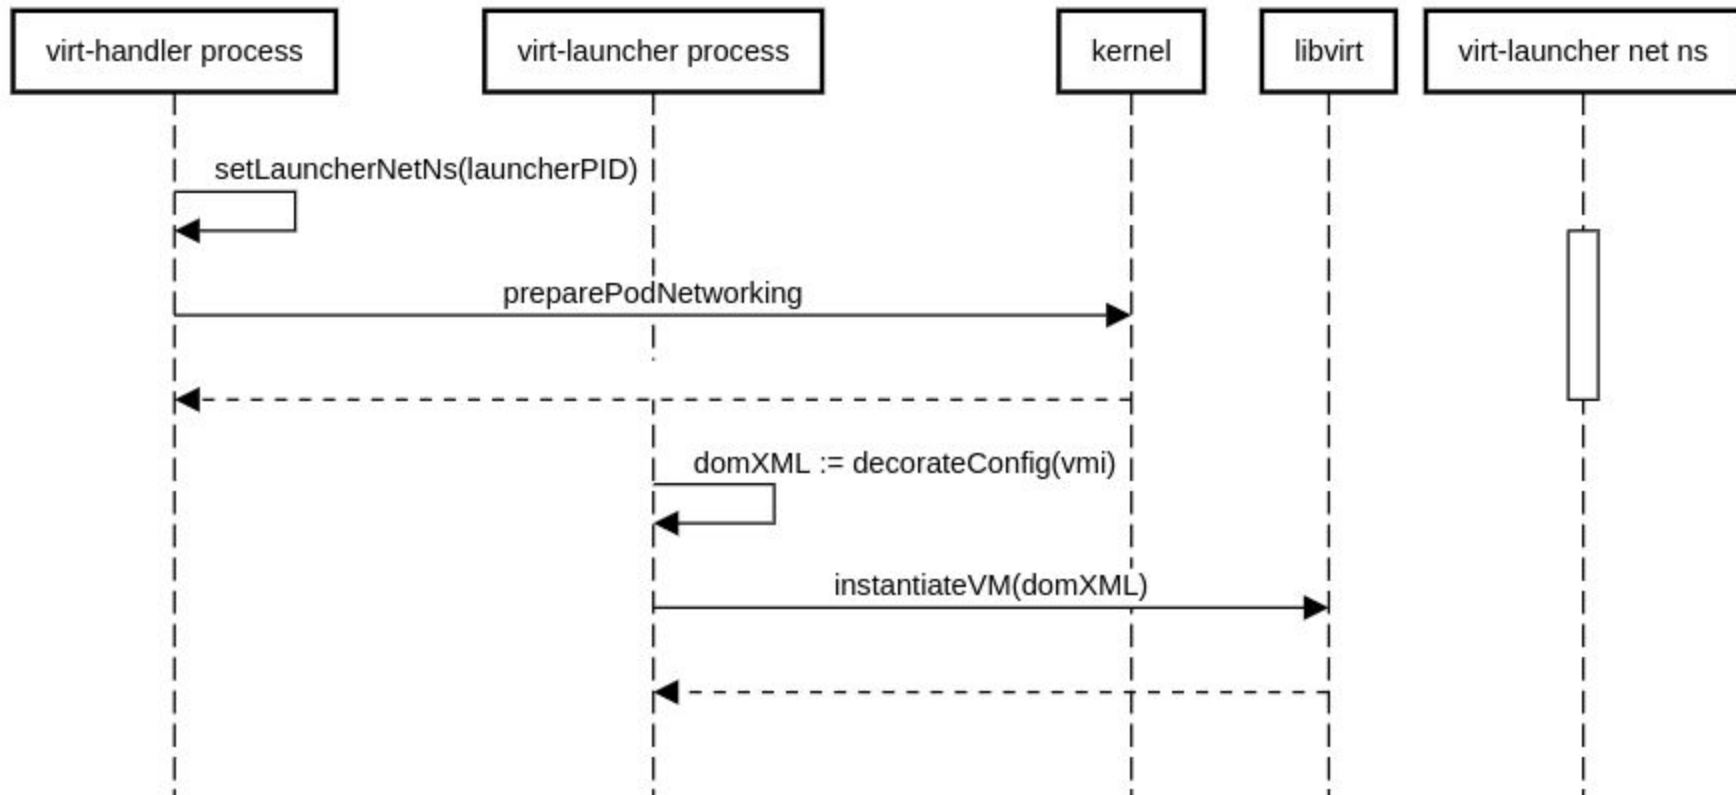 virt-handler process
virt-launcher process
kernel
libvirt
virt-launcher net ns
setLauncherNetNs(launcherPID)
preparePodNetworking
domXML := decorateConfig(vmi)
instantiateVM(domXML)